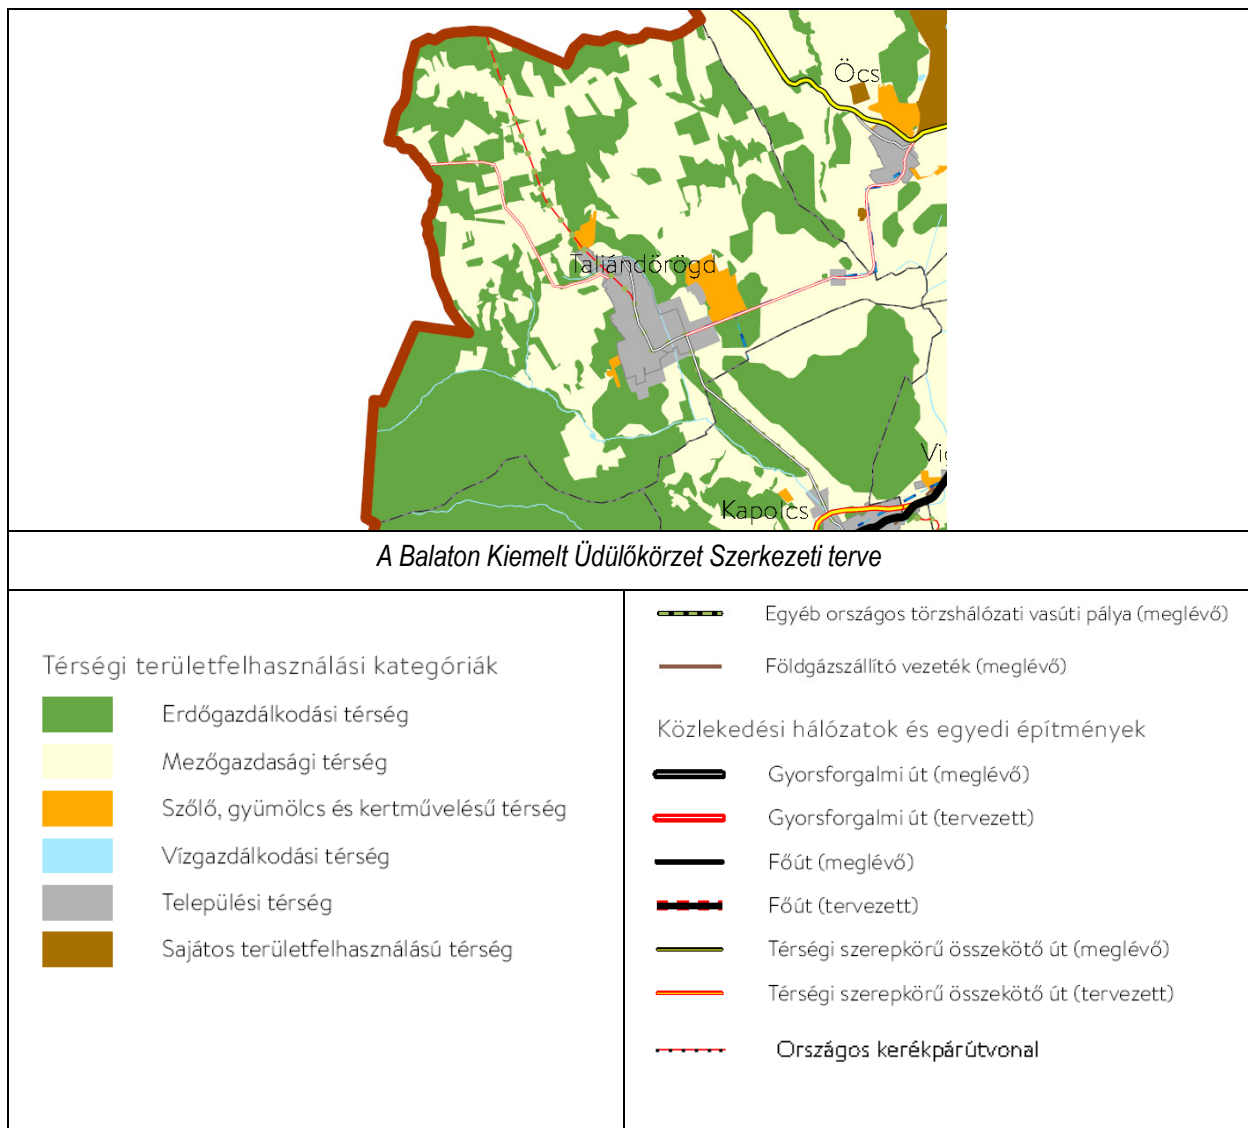 Öcs
Taliándörögd
Vig
Kapolcs
A Balaton Kiemelt Üdülőkörzet Szerkezeti terve
Térségi területfelhasználási kategóriák
Erdőgazdálkodási térség
Mezőgazdasági térség
Szőlő, gyümölcs és kertművelésű térség
Vízgazdálkodási térség
Települési térség
Sajátos területfelhasználású térség
Egyéb országos törzshálózati vasúti pálya (meglévő)
Földgázszállító vezeték (meglévő)
Közlekedési hálózatok és egyedi építmények
Gyorsforgalmi út (meglévő)
Gyorsforgalmi út (tervezett)
Főút (meglévő)
Főút (tervezett)
Térségi szerepkörű összekötő út (meglévő)
Térségi szerepkörű összekötő út (tervezett)
Országos kerékpárútvonal